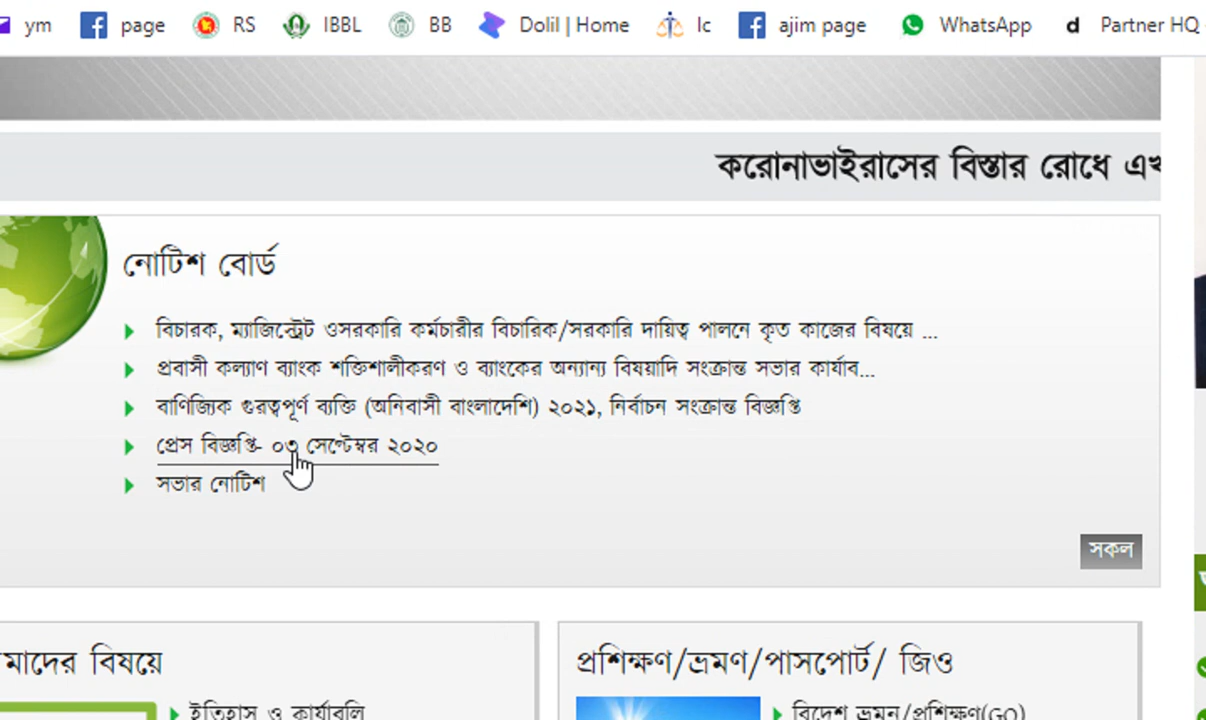 ym page RS IBBL BB Dolil | Home lc ajim page WhatsApp d Partner HQ
করোনাভাইরাসের বিস্তার রোধে
নোটিশ বোর্ড
বিচারক, ম্যাজিস্ট্রেট ওসরকারি কর্মচারীর বিচারিক/সরকারি দায়িত্ব পালনে কৃত কাজের বিষয়ে ...
প্রবাসী কল্যাণ ব্যাংক শক্তিশালীকরণ ও ব্যাংকের অন্যান্য বিষয়াদি সংক্রান্ত সভার কার্যাব...
বাণিজ্যিক গুরত্বপূর্ণ ব্যক্তি (অনিবাসী বাংলাদেশি) ২০২১, নির্বাচন সংক্রান্ত বিজ্ঞপ্তি
প্রেস বিজ্ঞপ্তি- ০৩ সেপ্টেম্বর ২০২০
সভার নোটিশ
সকল
মাদের বিষয়ে
প্রশিক্ষণ/ভ্রমণ/পাসপোর্ট/ জিও
ইতিহাস ও কার্যাবলি
বিদেশ ভ্রমন/প্রশিক্ষণ(GO)